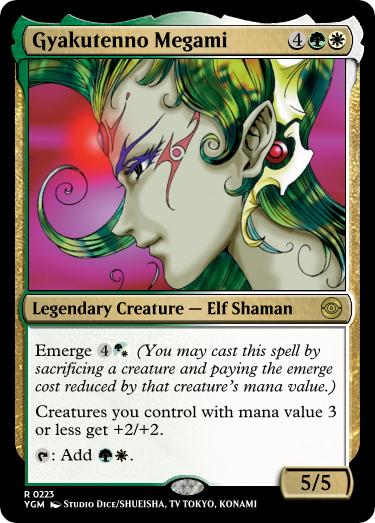 Gyakutenno Megami 4
Legendary Creature — Elf Shaman
Emerge 4 (You may cast this spell by
sacrificing a creature and paying the emerge
cost reduced by that creature's mana value.)
Creatures you control with mana value 3
or less get +2/+2.
: Add .
5/5
R 0223
YGM STUDIO DICE/SHUEISHA, TV TOKYO, KONAMI